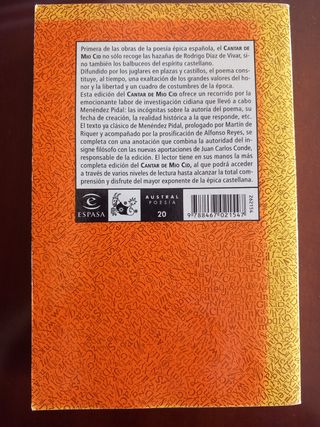 Primera de las obras de la poesía épica española, el CANTAR DE
MIO CID no sólo recoge las hazañas de Rodrigo Díaz de Vivar, si-
no también los balbuceos del espíritu castellano.
Difundido por los juglares en plazas y castillos, el poema constitu-
ye, al tiempo, una exaltación de los grandes valores del ho-
nor y la libertad y un cuadro de costumbres de la época.
Esta edición del CANTAR DE MIO CID ofrece un recorrido por la
emocionante labor de investigación cidiana que llevó a cabo
Menéndez Pidal: las incógnitas sobre la autoría del poema, su
fecha de creación, la realidad histórica a la que responde, etc.
El texto ya clásico de Menéndez Pidal, prologado por Martín de
Riquer y acompañado por la prosificación de Alfonso Reyes, se
completa con una anotación que combina la autoridad del in-
signe filósofo con las nuevas aportaciones de Juan Carlos Conde,
responsable de la edición. El lector tiene en sus manos la más
completa edición del CANTAR DE MIO CID, al que podrá acceder
a través de varios niveles de lectura hasta alcanzar la total com-
prensión y disfrute del mayor exponente de la épica castellana.
ESPASA
AUSTRAL
POESÍA
20
9788467021547
2621154